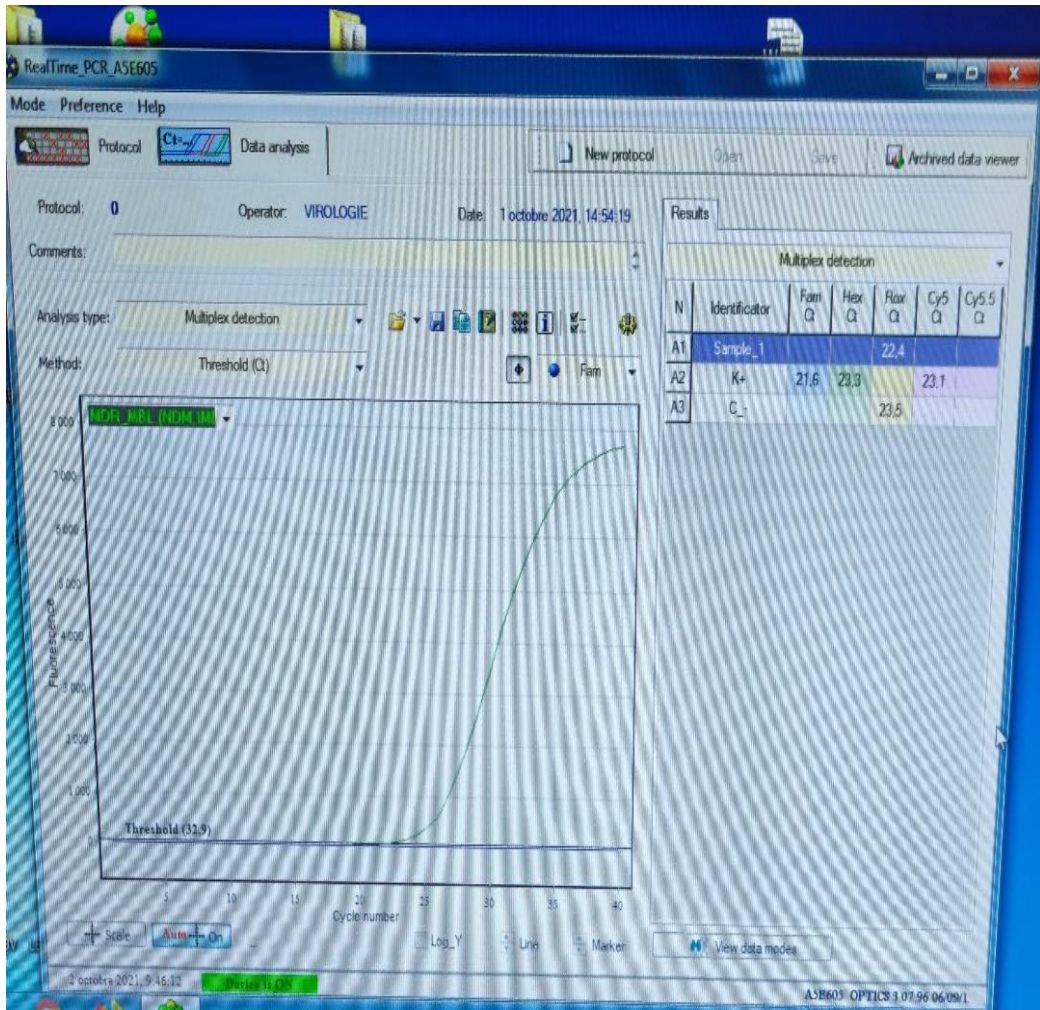 RealTime_PCR_A5E605
Mode Preference Help
Protocol Ct= Data analysis New protocol Open Save Archived data viewer
Protocol: 0 Operator: VIROLOGIE Date: 1 octobre 2021, 14:54:19
Comments:
Analysis type: Multiplex detection
Method: Threshold (Ct) Fam
MDR_MBL (NDM,IMI
Fluorescence
8 000
7 000
6 000
5 000
4 000
3 000
2 000
1 000
0
Threshold (32,9)
5 10 15 20 25 30 35 40
Cycle number
Scale Auto On Log_Y Line Marker
Results
Multiplex detection
N Identificator Fam Ct Hex Ct Rox Ct Cy5 Ct Cy5.5 Ct
A1 Sample_1 22,4
A2 K+ 21,6 23,3 23,1
A3 C_- 23,5
View data modes
2 octobre 2021, 9:46:12 Device is ON
A5E605 OPTICS 3 07.96 06/09/1